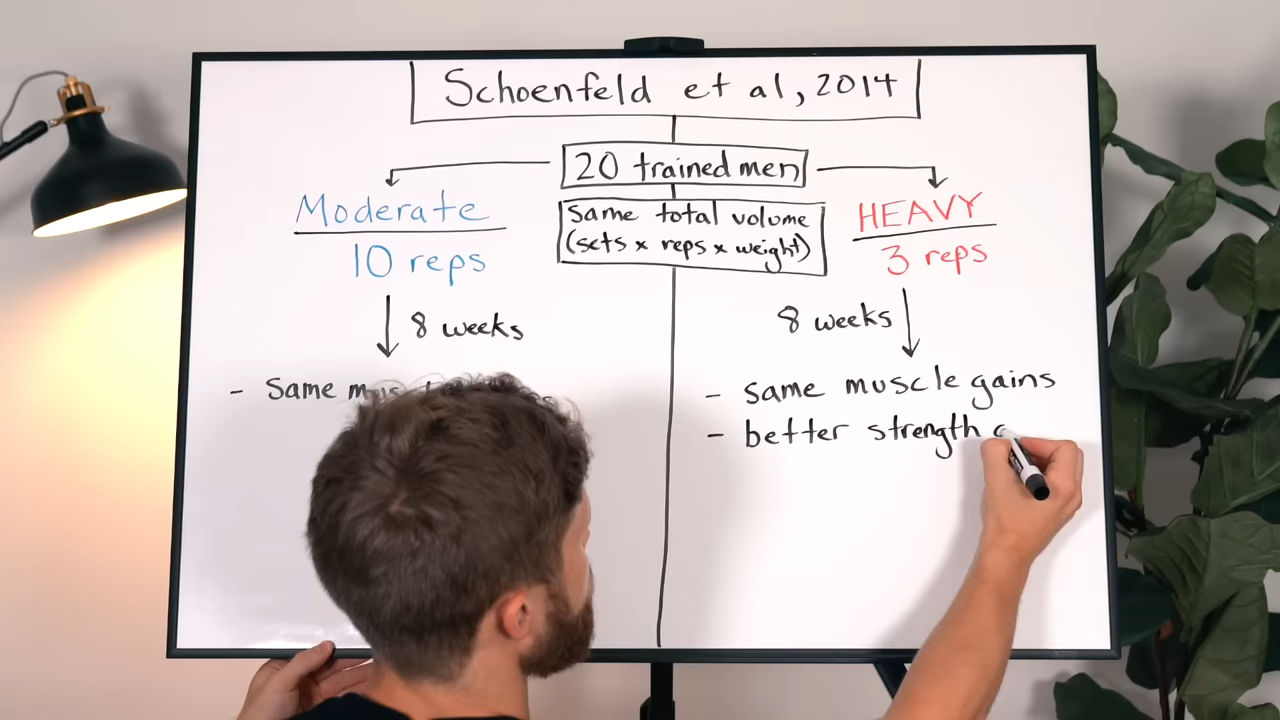 Schoenfeld et al, 2014
20 trained men
Same total volume
(sets x reps x weight)
Moderate
10 reps
8 weeks
- Same
HEAVY
3 reps
8 weeks
- same muscle gains
- better strength